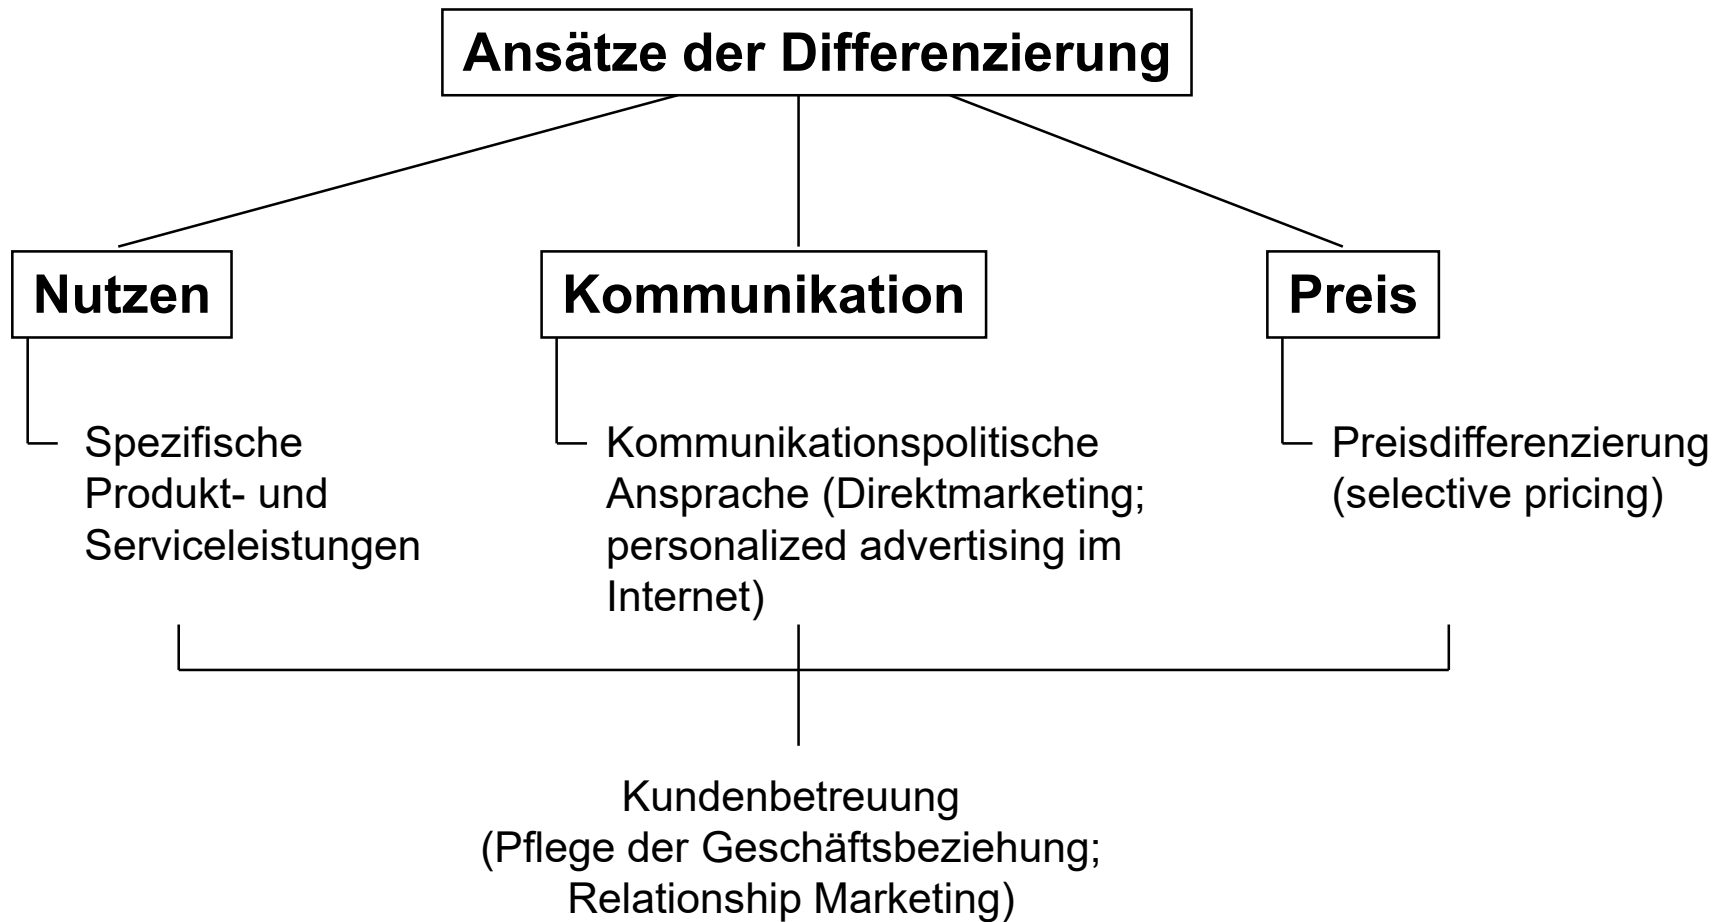 Ansätze der Differenzierung
Nutzen
Kommunikation
Preis
Spezifische
Produkt- und
Serviceleistungen
Kommunikationspolitische
Ansprache (Direktmarketing;
personalized advertising im
Internet)
Preisdifferenzierung
(selective pricing)
Kundenbetreuung
(Pflege der Geschäftsbeziehung;
Relationship Marketing)